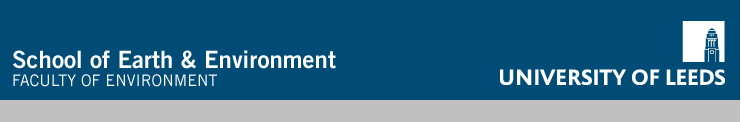 School of Earth & Environment
FACULTY OF ENVIRONMENT
UNIVERSITY OF LEEDS